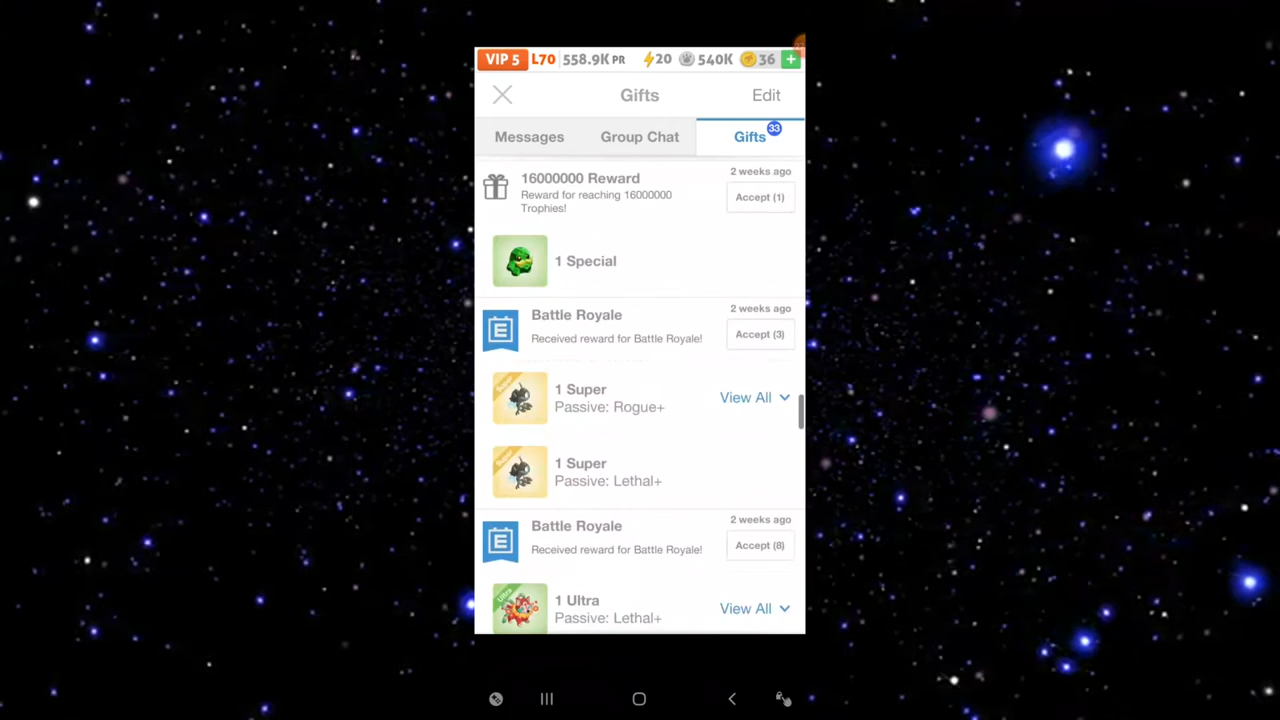 VIP 5 L70 558.9K PR 20 540K 36 +
Gifts Edit
Messages Group Chat Gifts 33
16000000 Reward
Reward for reaching 16000000
Trophies!
2 weeks ago
Accept (1)
1 Special
Battle Royale
Received reward for Battle Royale!
2 weeks ago
Accept (3)
Super
1 Super
Passive: Rogue+
View All
Super
1 Super
Passive: Lethal+
Battle Royale
Received reward for Battle Royale!
2 weeks ago
Accept (8)
Ultra
1 Ultra
Passive: Lethal+
View All